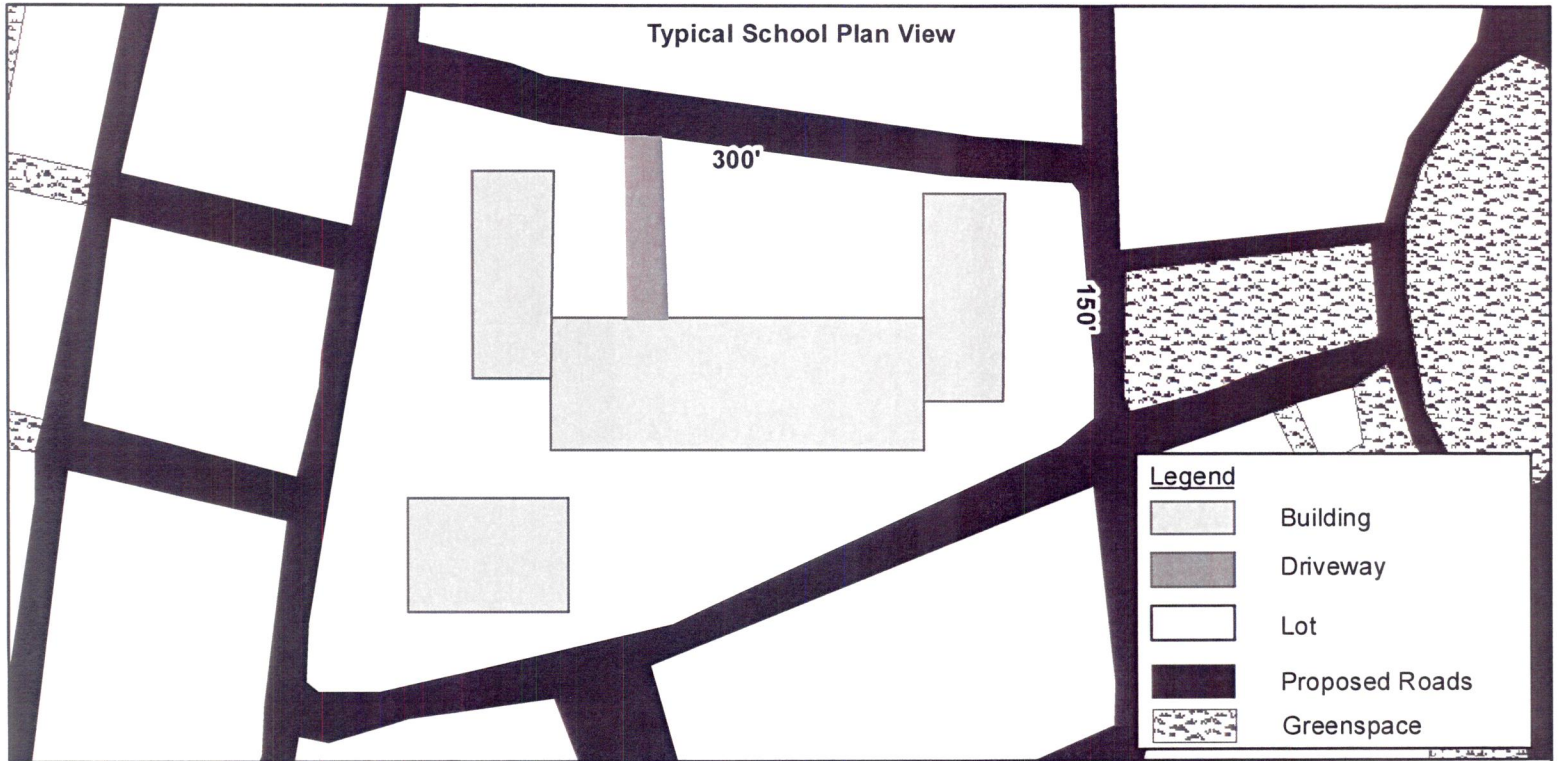 Typical School Plan View
300'
150'
Legend
Building
Driveway
Lot
Proposed Roads
Greenspace